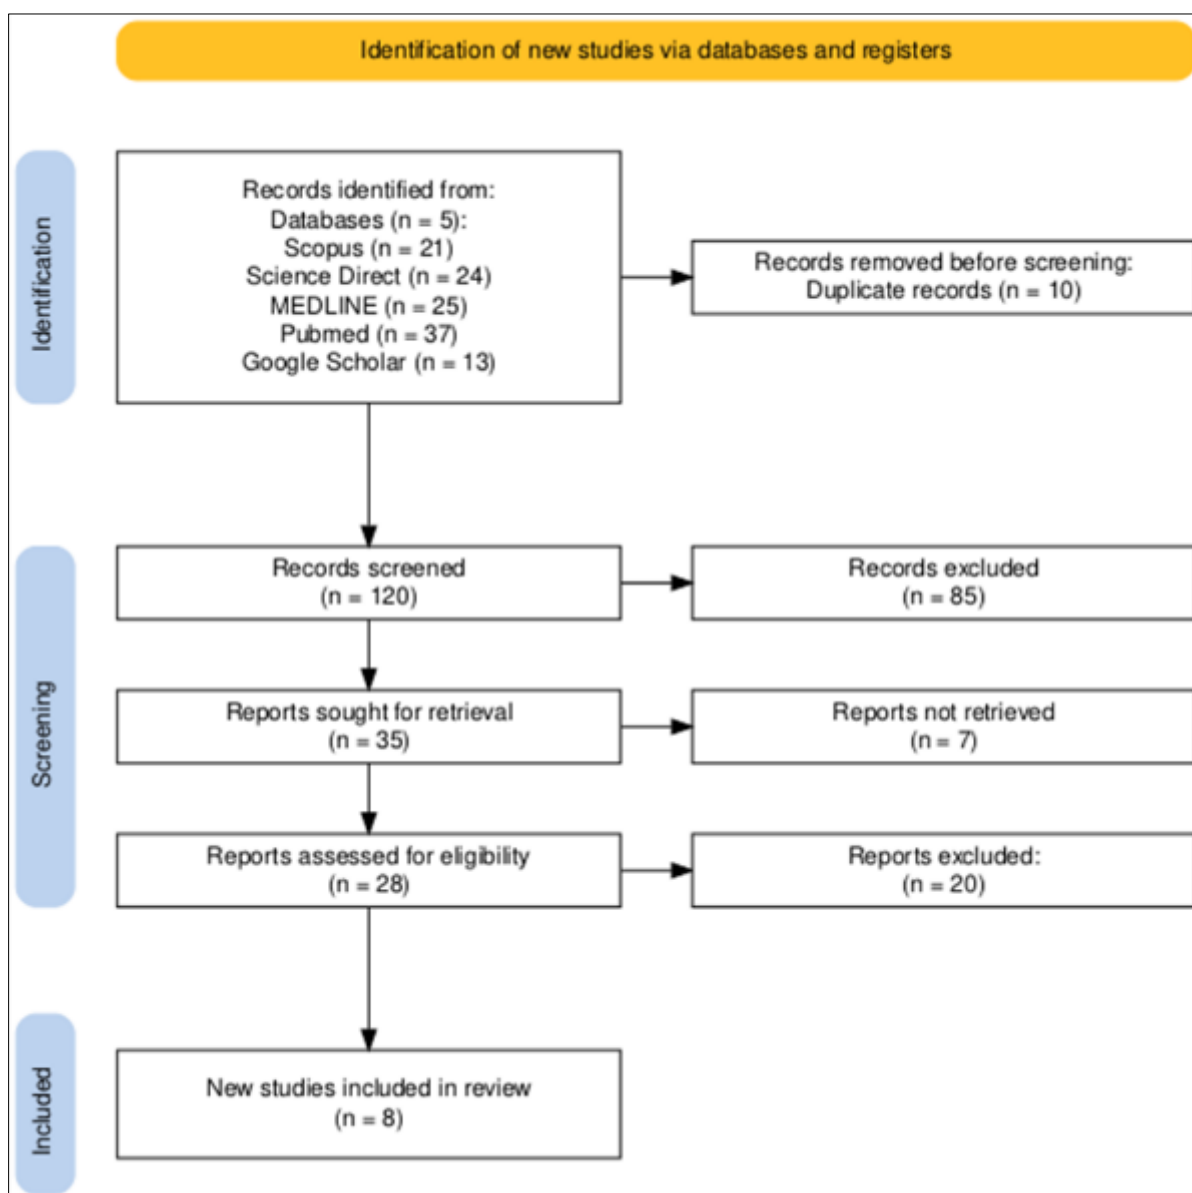 Identification of new studies via databases and registers
Identification
Records identified from:
Databases (n = 5):
Scopus (n = 21)
Science Direct (n = 24)
MEDLINE (n = 25)
Pubmed (n = 37)
Google Scholar (n = 13)
Records removed before screening:
Duplicate records (n = 10)
Screening
Records screened
(n = 120)
Records excluded
(n = 85)
Reports sought for retrieval
(n = 35)
Reports not retrieved
(n = 7)
Reports assessed for eligibility
(n = 28)
Reports excluded:
(n = 20)
Included
New studies included in review
(n = 8)